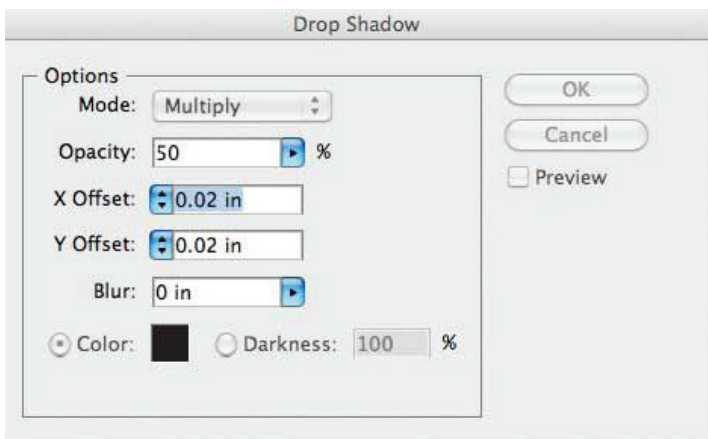 Drop Shadow
Options
Mode: Multiply
Opacity: 50 %
X Offset: 0.02 in
Y Offset: 0.02 in
Blur: 0 in
Color: Darkness: 100 %
OK
Cancel
Preview